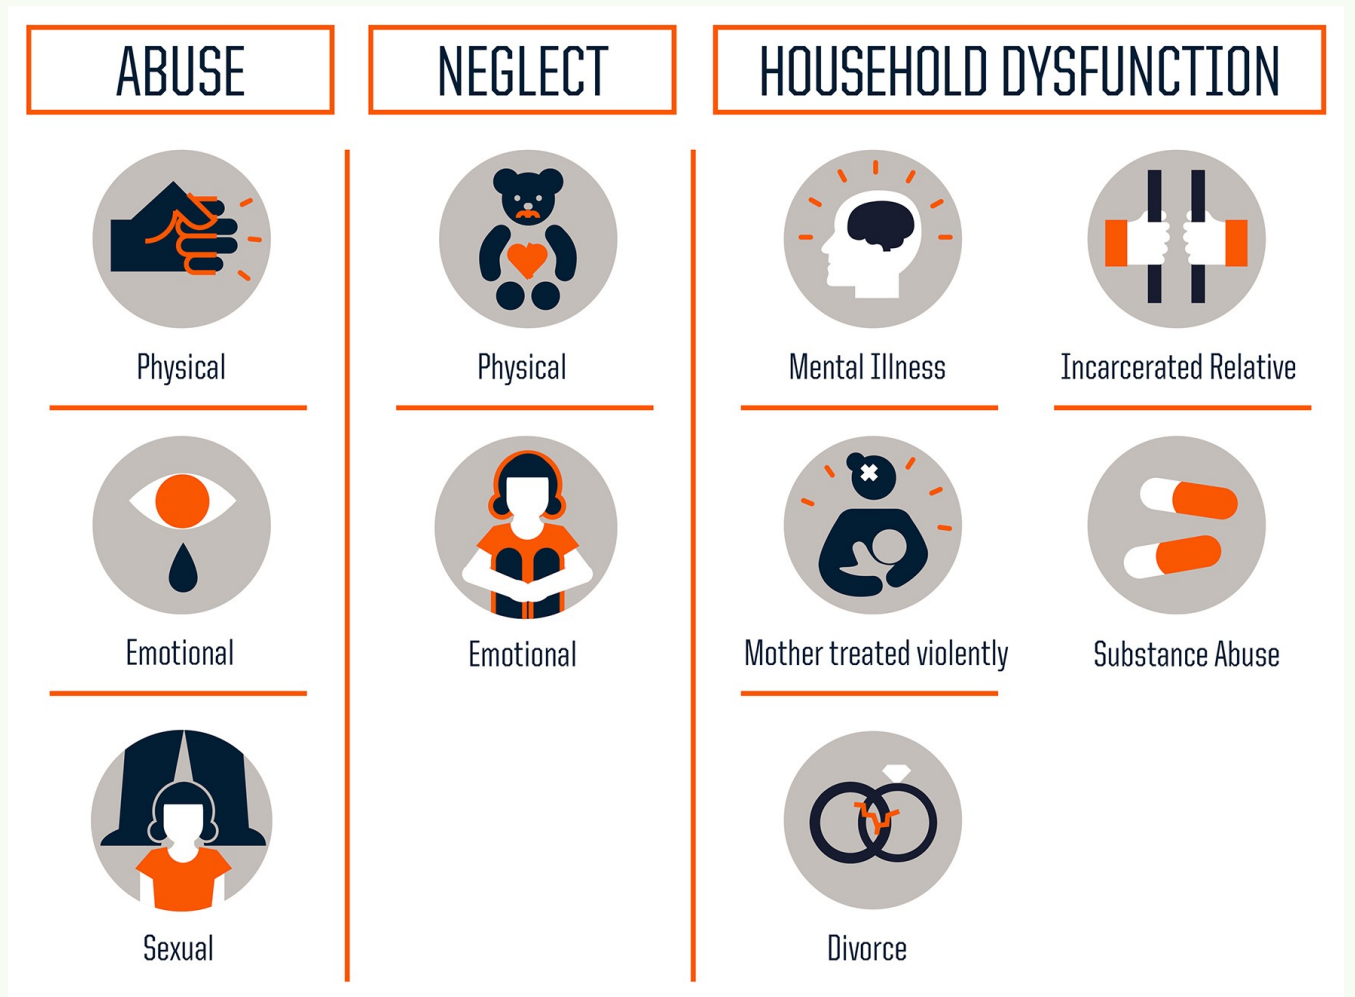 ABUSE
Physical
Emotional
Sexual
NEGLECT
Physical
Emotional
HOUSEHOLD DYSFUNCTION
Mental Illness
Incarcerated Relative
Mother treated violently
Substance Abuse
Divorce